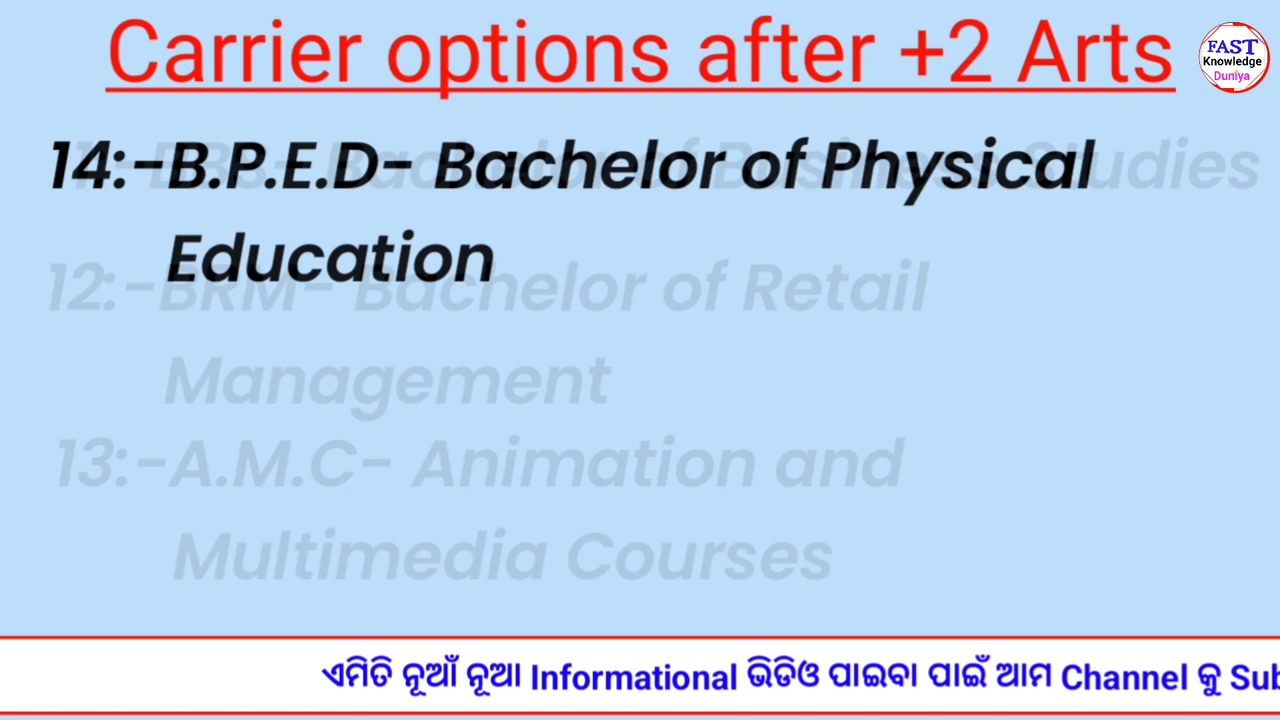 Carrier options after +2 Arts
FAST
Knowledge
Duniya
14:-B.P.E.D- Bachelor of Physical
Education
Studies
12:-BRM- Bachelor of Retail
Management
13:-A.M.C- Animation and
Multimedia Courses
ଏମିତି ନୂଆଁ ନୂଆ Informational ଭିଡିଓ ପାଇବା ପାଇଁ ଆମ Channel କୁ Sub